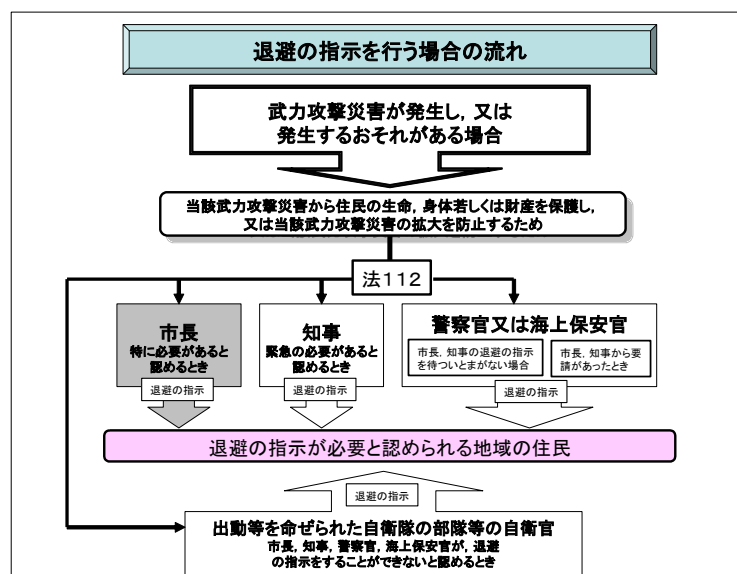 退避の指示を行う場合の流れ
武力攻撃災害が発生し，又は
発生するおそれがある場合
当該武力攻撃災害から住民の生命，身体若しくは財産を保護し，
又は当該武力攻撃災害の拡大を防止するため
法112
市長
特に必要があると
認めるとき
知事
緊急の必要があると
認めるとき
警察官又は海上保安官
市長，知事の退避の指示
を待ついとまがない場合
市長，知事から要
請があったとき
退避の指示
退避の指示
退避の指示
退避の指示が必要と認められる地域の住民
退避の指示
出動等を命ぜられた自衛隊の部隊等の自衛官
市長，知事，警察官，海上保安官が，退避
の指示をすることができないと認めるとき